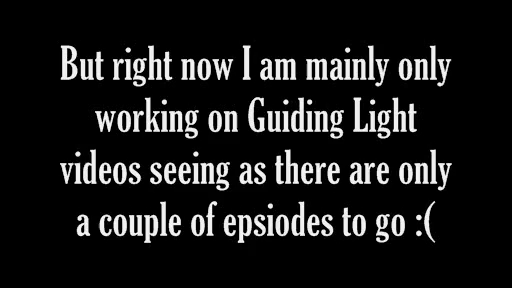 But right now I am mainly only
working on Guiding Light
videos seeing as there are only
a couple of epsiodes to go :(